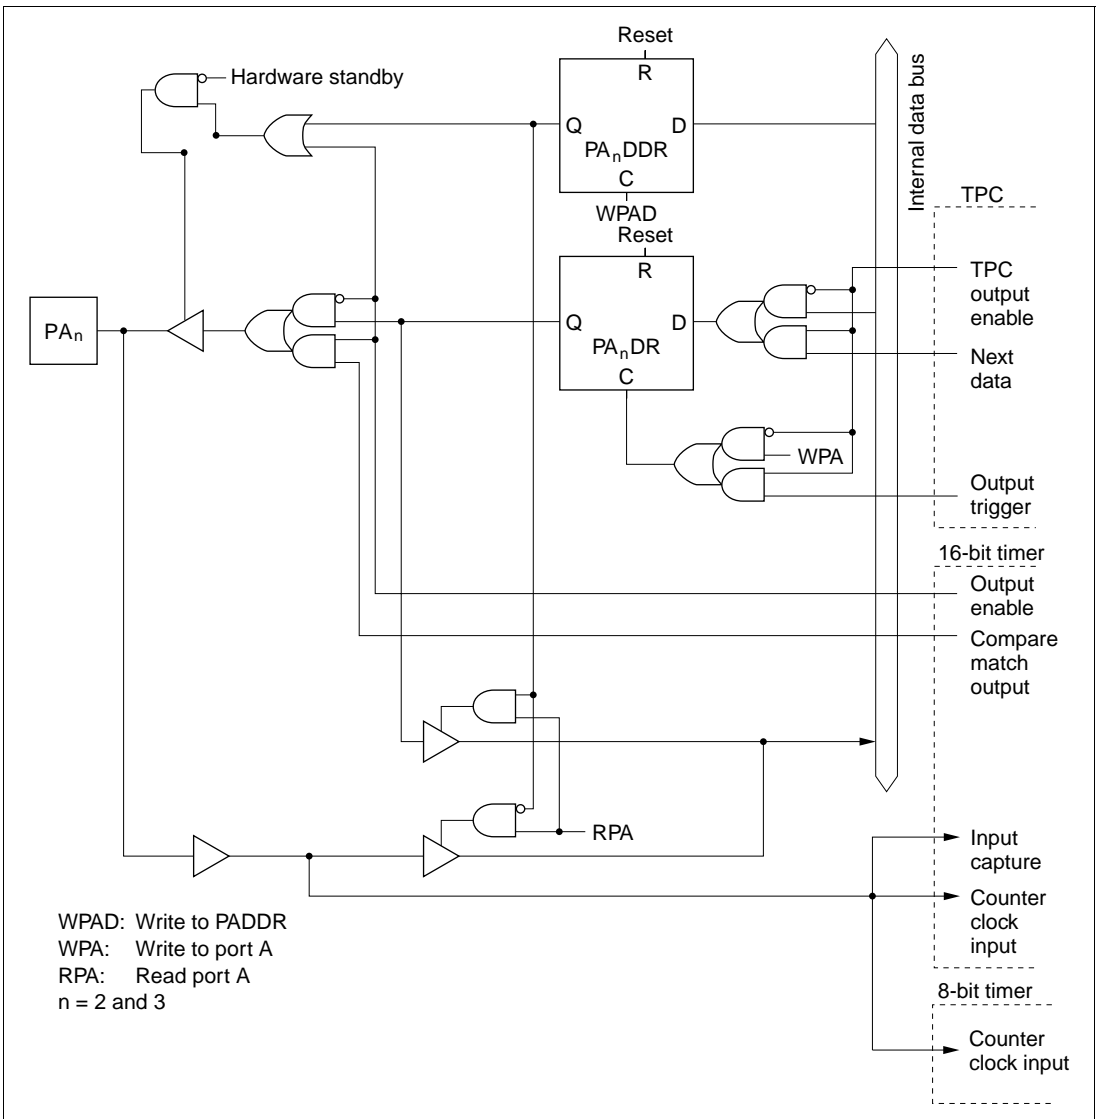 Reset
R
Hardware standby
Q
D
PAnDDR
C
WPAD
Internal data bus
TPC
Reset
R
TPC
output
enable
PAn
Q
D
PAnDR
C
Next
data
WPA
Output
trigger
16-bit timer
Output
enable
Compare
match
output
RPA
Input
capture
Counter
clock
input
WPAD: Write to PADDR
WPA: Write to port A
RPA: Read port A
n = 2 and 3
8-bit timer
Counter
clock input